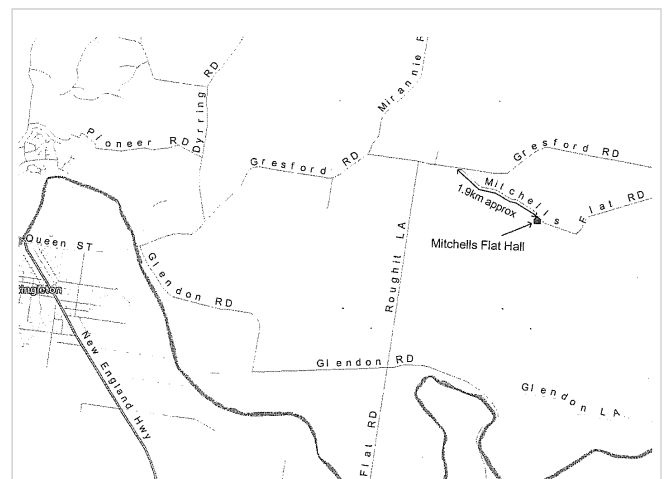 Mirannie
Dyrring RD
Pioneer RD
Gresford RD
Gresford RD
Mitchells Flat RD
1.9km approx
Mitchells Flat Hall
Queen ST
Roughit LA
Glendon RD
New England Hwy
Glendon RD
Glendon LA
Flat RD